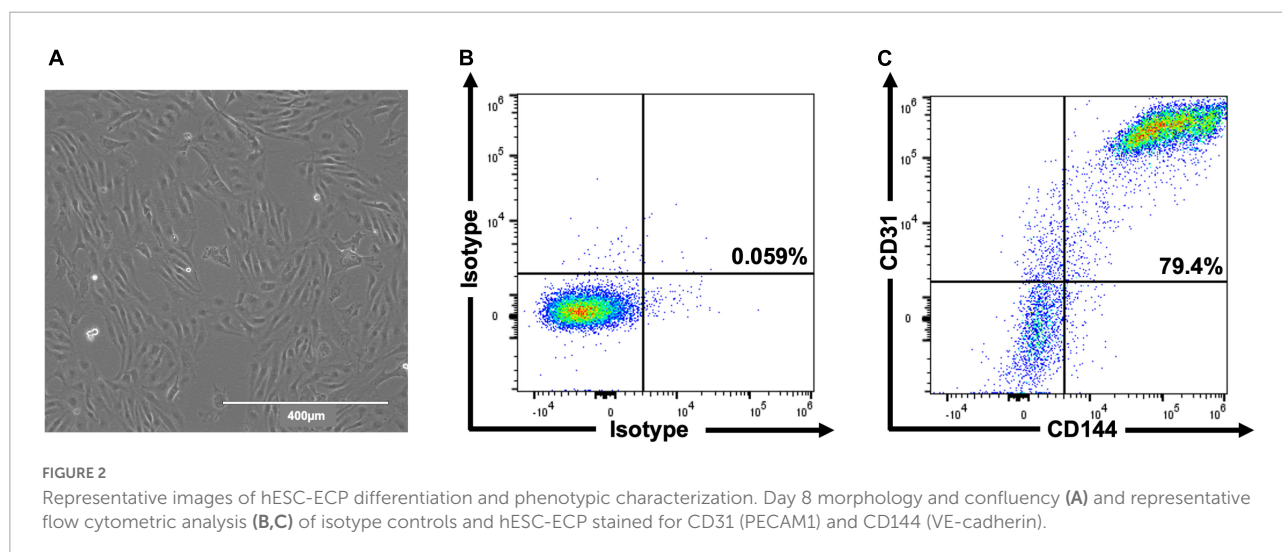 A
B
C
400μm
10^6
10^5
10^4
0
Isotype
0.059%
-10^4
0
10^4
10^5
10^6
Isotype
10^6
10^5
10^4
0
CD31
79.4%
-10^4
0
10^4
10^5
10^6
CD144
FIGURE 2
Representative images of hESC-ECP differentiation and phenotypic characterization. Day 8 morphology and confluency (A) and representative
flow cytometric analysis (B,C) of isotype controls and hESC-ECP stained for CD31 (PECAM1) and CD144 (VE-cadherin).